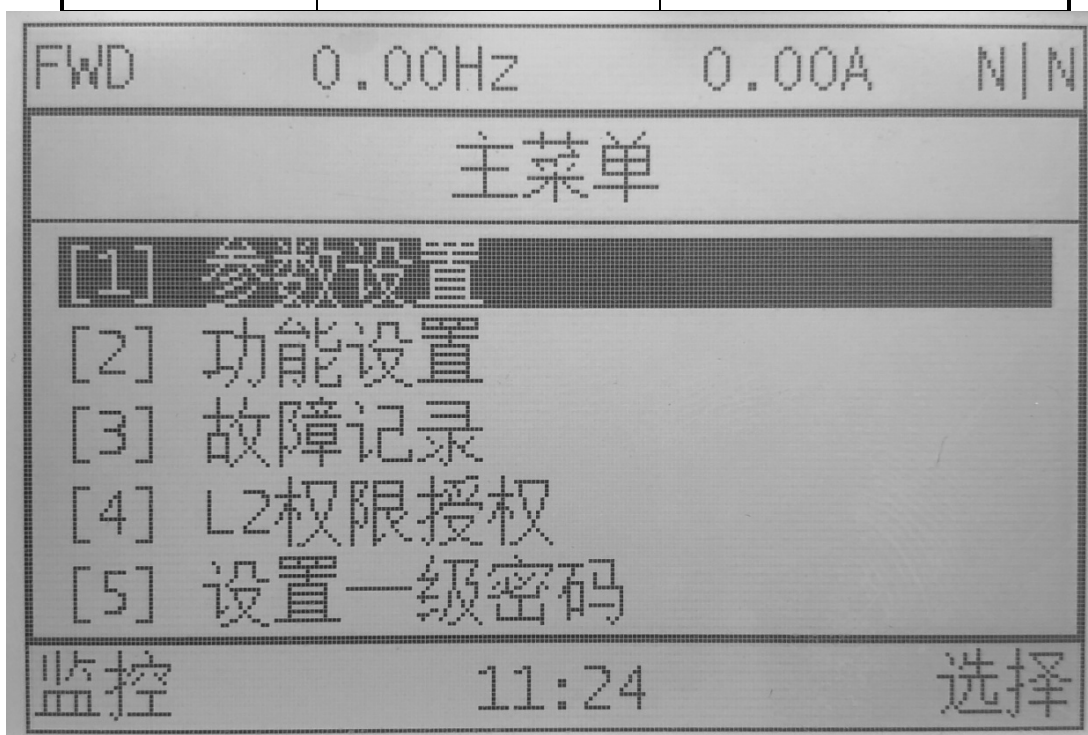 FWD 0.00Hz 0.00A N|N
主菜单
[1] 参数设置
[2] 功能设置
[3] 故障记录
[4] L2权限授权
[5] 设置一级密码
监控 11:24 选择